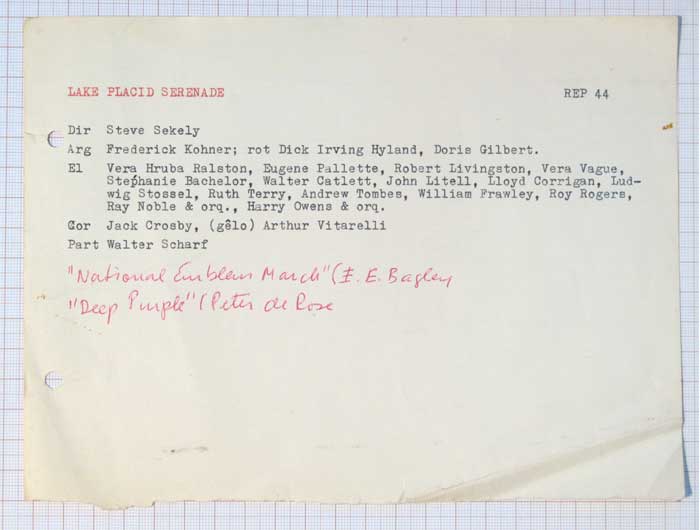 LAKE PLACID SERENADE REP 44
Dir Steve Sekely
Arg Frederick Kohner; rot Dick Irving Hyland, Doris Gilbert.
El Vera Hruba Ralston, Eugene Pallette, Robert Livingston, Vera Vague,
Stephanie Bachelor, Walter Catlett, John Litell, Lloyd Corrigan, Lud-
wig Stossel, Ruth Terry, Andrew Tombes, William Frawley, Roy Rogers,
Ray Noble & orq., Harry Owens & orq.
Cor Jack Crosby, (gêlo) Arthur Vitarelli
Part Walter Scharf
"National Emblem March" (E. E. Bagley
"Deep Purple" (Peter de Rose